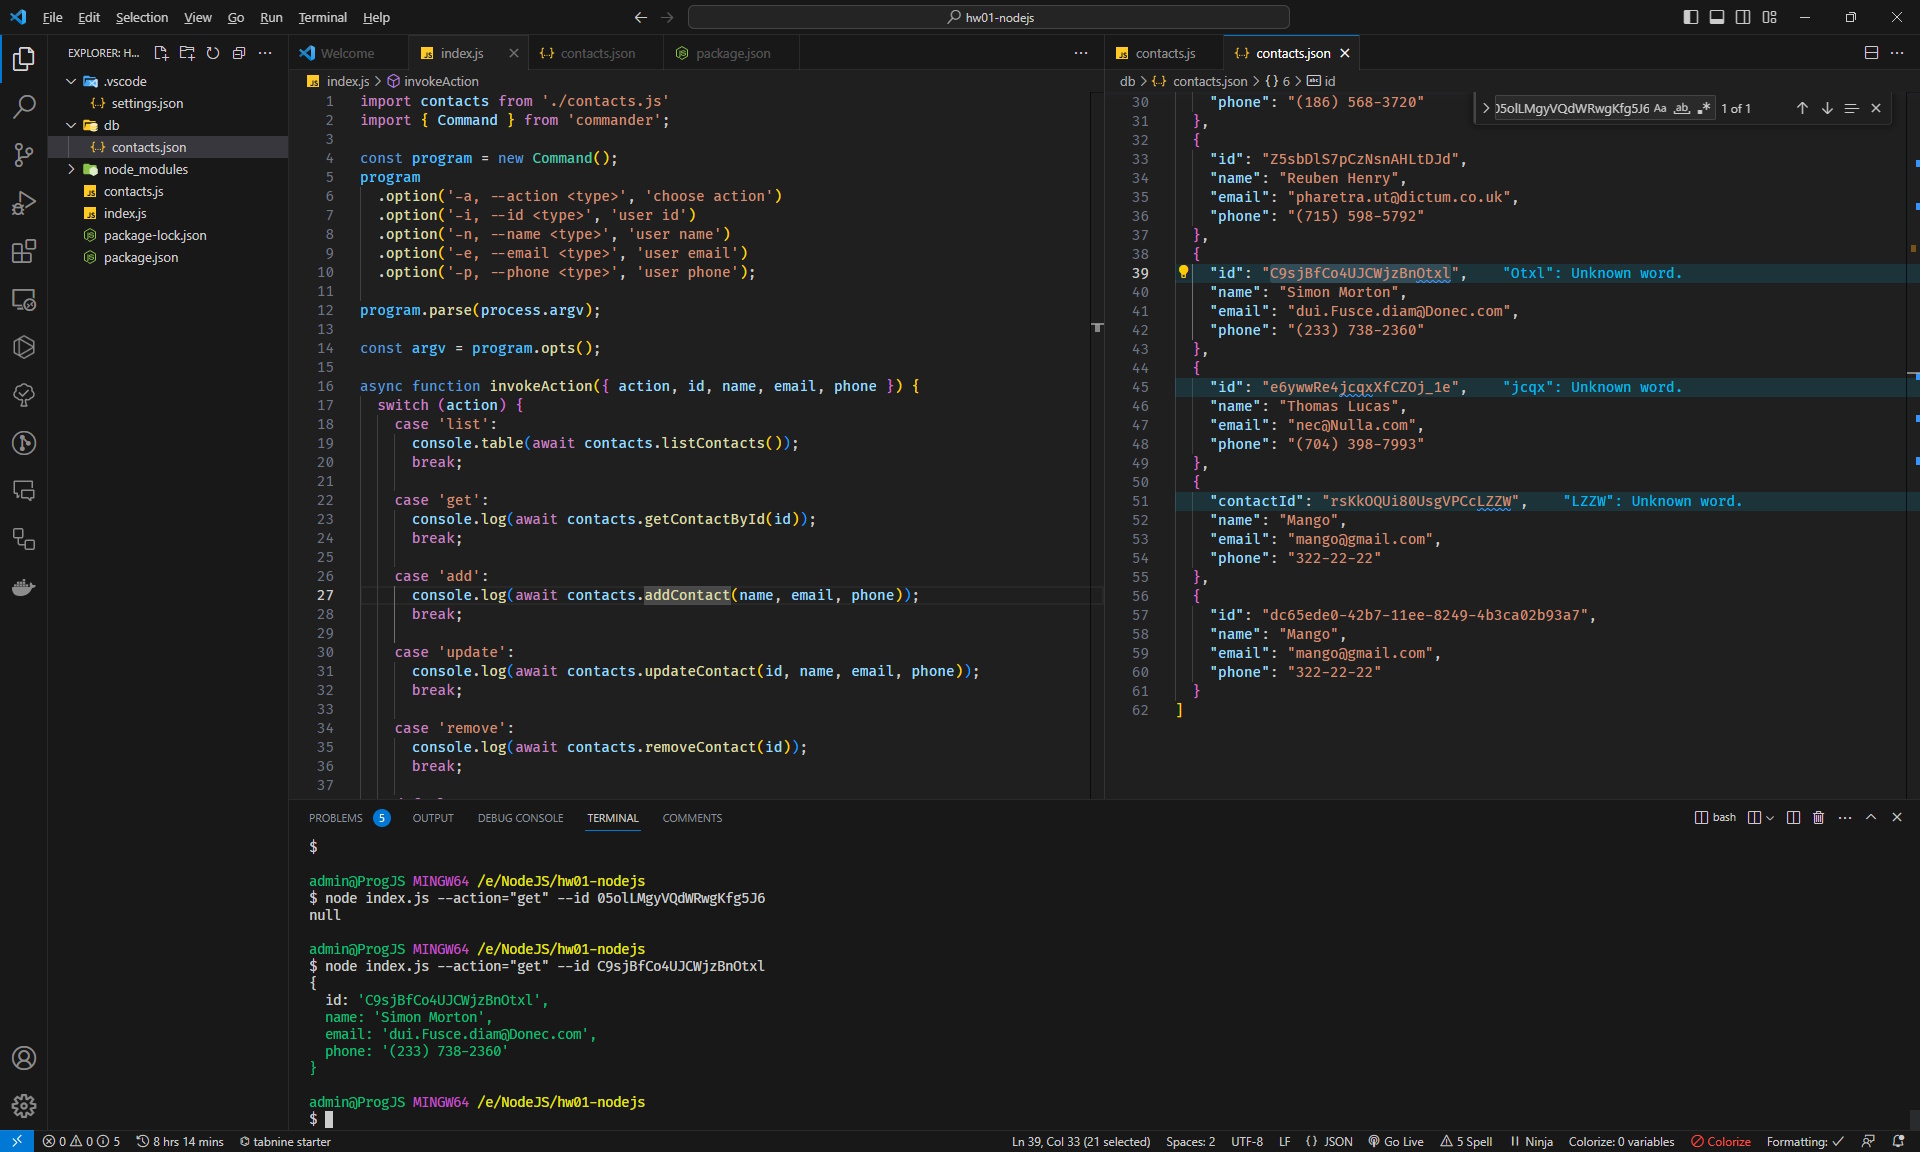 File Edit Selection View Go Run Terminal Help
hw01-nodejs
EXPLORER: H...
.vscode
settings.json
db
contacts.json
node_modules
contacts.js
index.js
package-lock.json
package.json
Welcome index.js contacts.json package.json
index.js > invokeAction
1 import contacts from './contacts.js'
2 import { Command } from 'commander';
3
4 const program = new Command();
5 program
6 .option('-a, --action <type>', 'choose action')
7 .option('-i, --id <type>', 'user id')
8 .option('-n, --name <type>', 'user name')
9 .option('-e, --email <type>', 'user email')
10 .option('-p, --phone <type>', 'user phone');
11
12 program.parse(process.argv);
13
14 const argv = program.opts();
15
16 async function invokeAction({ action, id, name, email, phone }) {
17 switch (action) {
18 case 'list':
19 console.table(await contacts.listContacts());
20 break;
21
22 case 'get':
23 console.log(await contacts.getContactById(id));
24 break;
25
26 case 'add':
27 console.log(await contacts.addContact(name, email, phone));
28 break;
29
30 case 'update':
31 console.log(await contacts.updateContact(id, name, email, phone));
32 break;
33
34 case 'remove':
35 console.log(await contacts.removeContact(id));
36 break;
37
contacts.js contacts.json
db > contacts.json > {} 6 > id
05olLMgyVQdWRwgKfg5J6 Aa ab 1 of 1
30 "phone": "(186) 568-3720"
31 },
32 {
33 "id": "Z5sbDlS7pCzNsnAHLtDJd",
34 "name": "Reuben Henry",
35 "email": "pharetra.ut@dictum.co.uk",
36 "phone": "(715) 598-5792"
37 },
38 {
39 "id": "C9sjBfCo4UJCWjzBnOtxl", "Otxl": Unknown word.
40 "name": "Simon Morton",
41 "email": "dui.Fusce.diam@Donec.com",
42 "phone": "(233) 738-2360"
43 },
44 {
45 "id": "e6ywwRe4jcqxXfCZOj_1e", "jcqx": Unknown word.
46 "name": "Thomas Lucas",
47 "email": "nec@Nulla.com",
48 "phone": "(704) 398-7993"
49 },
50 {
51 "contactId": "rsKkOQUi80UsgVPCcLZZW", "LZZW": Unknown word.
52 "name": "Mango",
53 "email": "mango@gmail.com",
54 "phone": "322-22-22"
55 },
56 {
57 "id": "dc65ede0-42b7-11ee-8249-4b3ca02b93a7",
58 "name": "Mango",
59 "email": "mango@gmail.com",
60 "phone": "322-22-22"
61 }
62 ]
PROBLEMS 5 OUTPUT DEBUG CONSOLE TERMINAL COMMENTS bash
$
admin@ProgJS MINGW64 /e/NodeJS/hw01-nodejs
$ node index.js --action="get" --id 05olLMgyVQdWRwgKfg5J6
null
admin@ProgJS MINGW64 /e/NodeJS/hw01-nodejs
$ node index.js --action="get" --id C9sjBfCo4UJCWjzBnOtxl
{
id: 'C9sjBfCo4UJCWjzBnOtxl',
name: 'Simon Morton',
email: 'dui.Fusce.diam@Donec.com',
phone: '(233) 738-2360'
}
admin@ProgJS MINGW64 /e/NodeJS/hw01-nodejs
$
0 0 5 8 hrs 14 mins tabnine starter Ln 39, Col 33 (21 selected) Spaces: 2 UTF-8 LF {} JSON Go Live 5 Spell Ninja Colorize: 0 variables Colorize Formatting: ✓